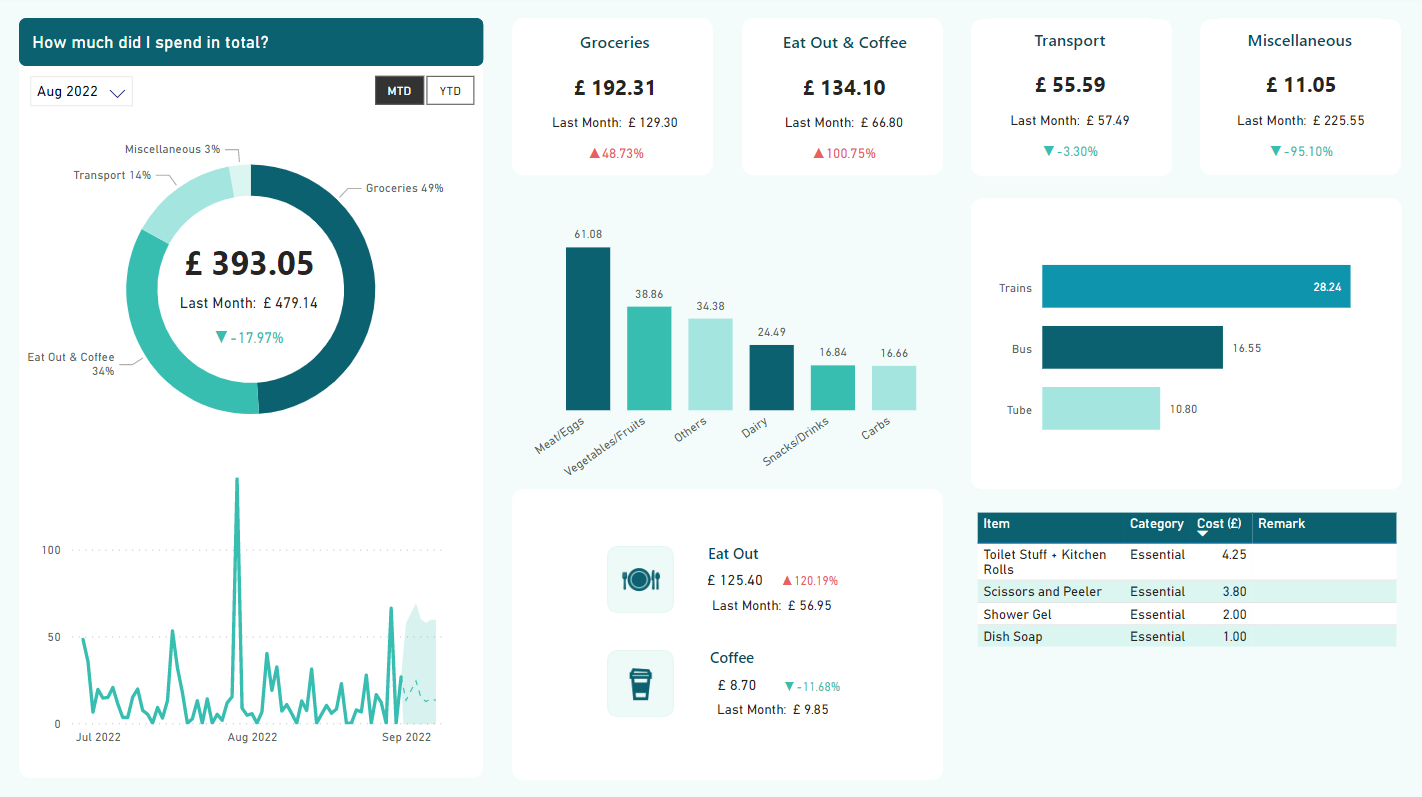 How much did I spend in total?
Aug 2022
MTD
YTD
Miscellaneous 3%
Transport 14%
Groceries 49%
£ 393.05
Last Month: £ 479.14
▼ -17.97%
Eat Out & Coffee
34%
100
50
0
Jul 2022
Aug 2022
Sep 2022
Groceries
£ 192.31
Last Month: £ 129.30
▲48.73%
Eat Out & Coffee
£ 134.10
Last Month: £ 66.80
▲100.75%
Transport
£ 55.59
Last Month: £ 57.49
▼-3.30%
Miscellaneous
£ 11.05
Last Month: £ 225.55
▼-95.10%
61.08
38.86
34.38
24.49
16.84
16.66
Meat/Eggs
Vegetables/Fruits
Others
Dairy
Snacks/Drinks
Carbs
Eat Out
£ 125.40
▲120.19%
Last Month: £ 56.95
Coffee
£ 8.70
▼-11.68%
Last Month: £ 9.85
Trains
28.24
Bus
16.55
Tube
10.80
Item Category Cost (£) Remark
Toilet Stuff + Kitchen Essential 4.25
Rolls
Scissors and Peeler Essential 3.80
Shower Gel Essential 2.00
Dish Soap Essential 1.00